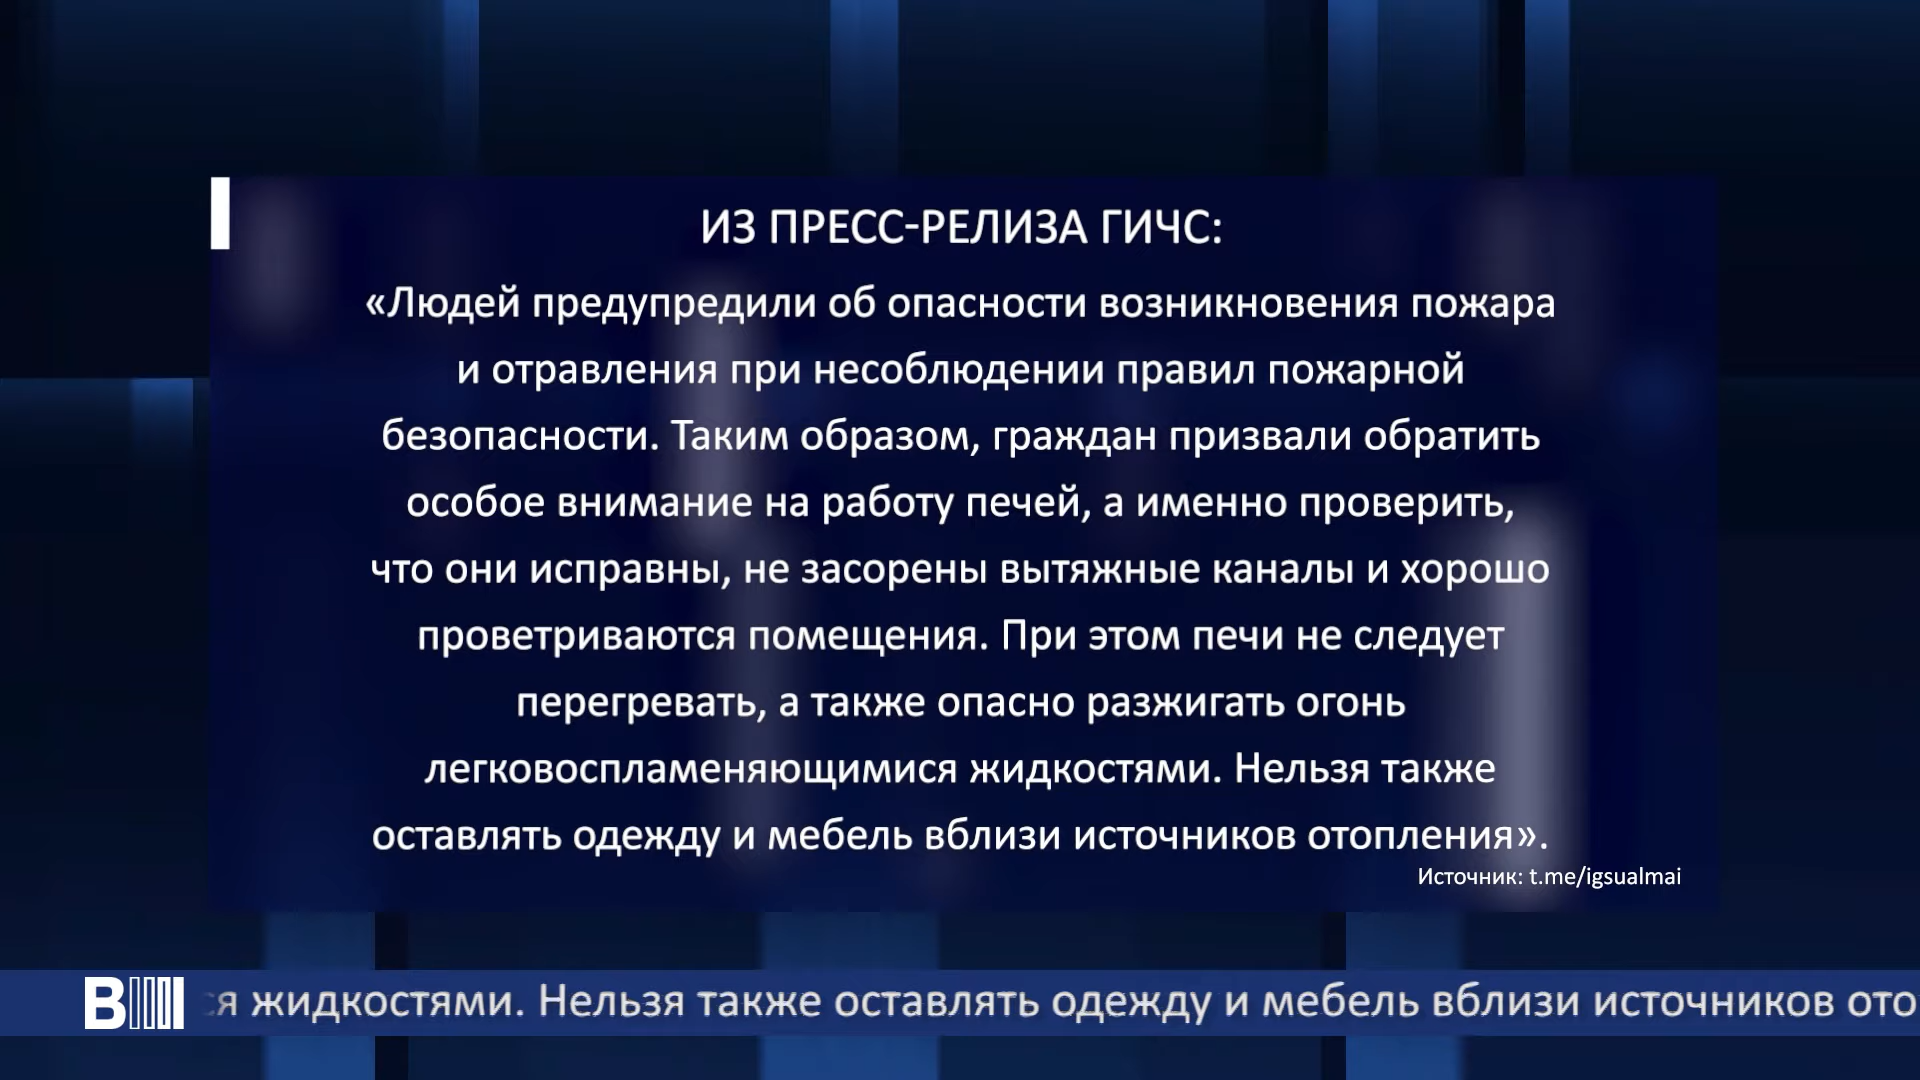 ИЗ ПРЕСС-РЕЛИЗА ГИЧС:
«Людей предупредили об опасности возникновения пожара
и отравления при несоблюдении правил пожарной
безопасности. Таким образом, граждан призвали обратить
особое внимание на работу печей, а именно проверить,
что они исправны, не засорены вытяжные каналы и хорошо
проветриваются помещения. При этом печи не следует
перегревать, а также опасно разжигать огонь
легковоспламеняющимися жидкостями. Нельзя также
оставлять одежду и мебель вблизи источников отопления».
Источник: t.me/igsualmai
В
ся жидкостями. Нельзя также оставлять одежду и мебель вблизи источников ото